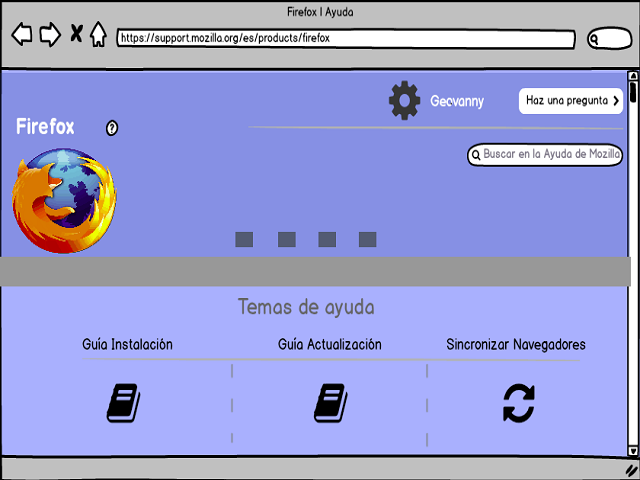 Firefox | Ayuda
https://support.mozilla.org/es/products/firefox
Geovanny
Haz una pregunta
Firefox
?
Buscar en la Ayuda de Mozilla
Temas de ayuda
Guía Instalación
Guía Actualización
Sincronizar Navegadores